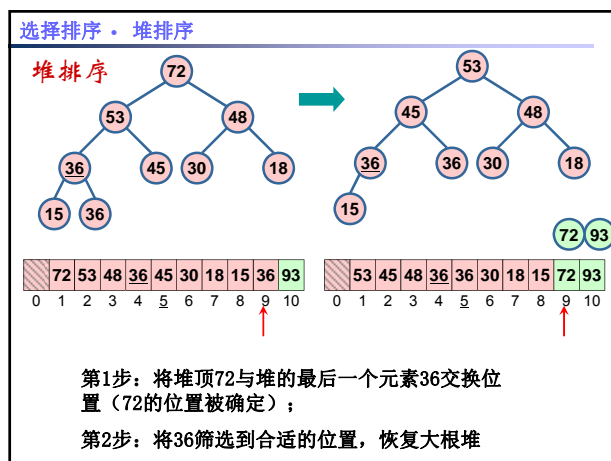 选择排序 · 堆排序
堆排序
72
53
53
48
45
48
36
45
30
18
36
36
30
18
15
36
15
72 93
72 53 48 36 45 30 18 15 36 93
53 45 48 36 36 30 18 15 72 93
0 1 2 3 4 5 6 7 8 9 10
0 1 2 3 4 5 6 7 8 9 10
第1步：将堆顶72与堆的最后一个元素36交换位
置（72的位置被确定）；
第2步：将36筛选到合适的位置，恢复大根堆